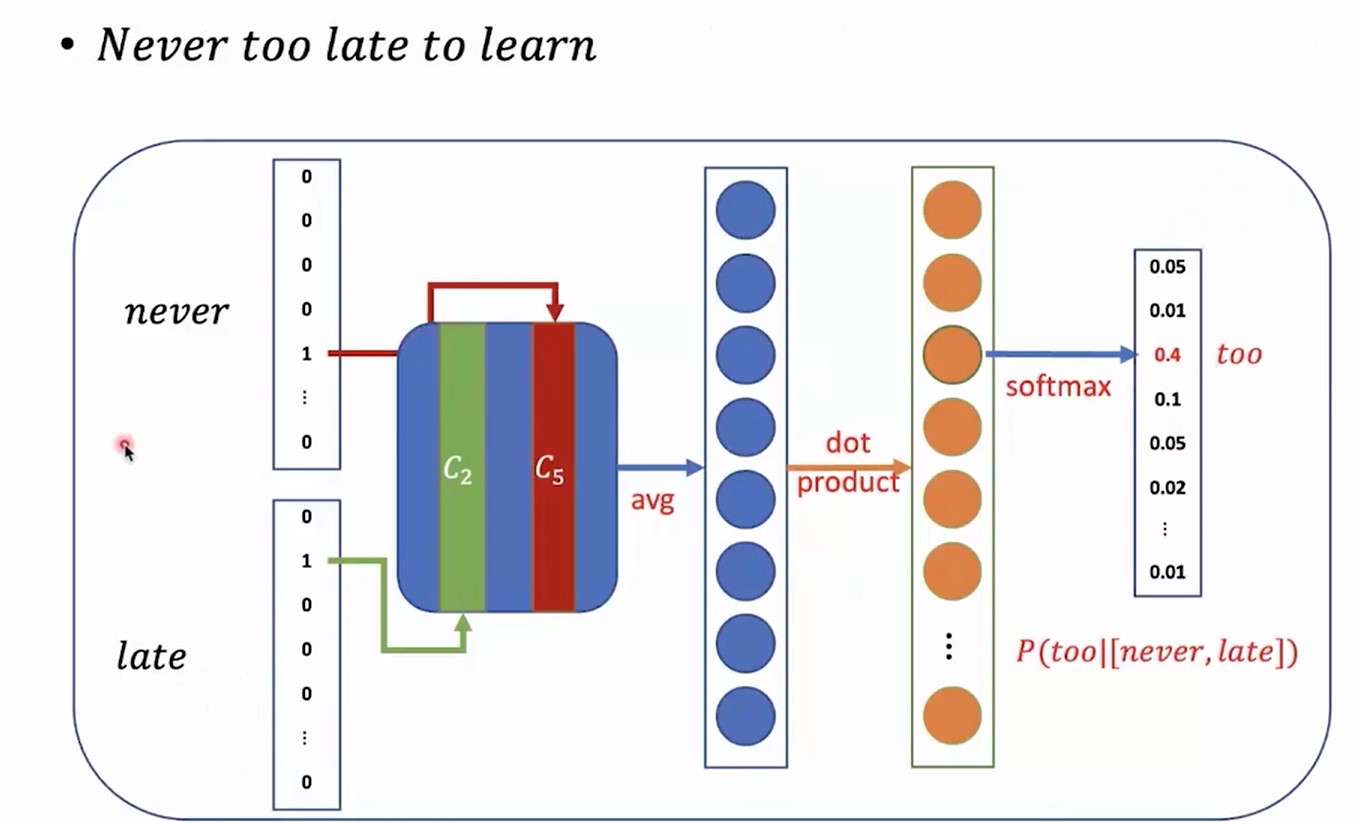 • Never too late to learn
never
0
0
0
0
1
⋮
0
late
0
1
0
0
0
⋮
0
C₂
C₅
avg
dot
product
⋮
softmax
0.05
0.01
0.4
0.1
0.05
0.02
⋮
0.01
too
P(too|[never, late])